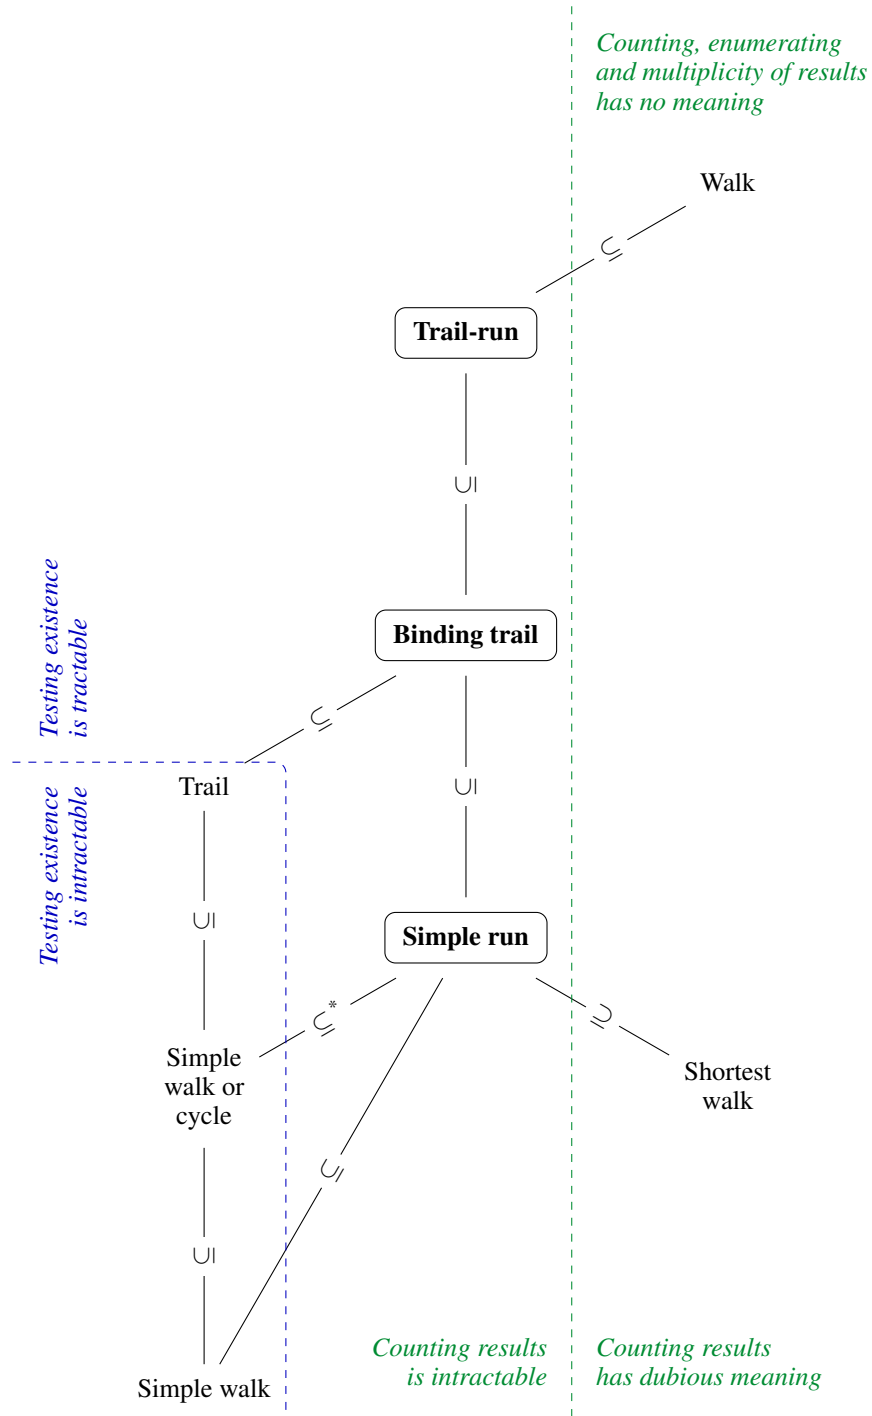 Counting, enumerating
and multiplicity of results
has no meaning
Walk
⊆
Trail-run
⊆
Testing existence
is tractable
Binding trail
⊆
⊆
Testing existence
is intractable
Trail
⊆
Simple run
⊆*
⊇
Simple
walk or
cycle
Shortest
walk
⊆
⊆
Counting results
is intractable
Counting results
has dubious meaning
Simple walk